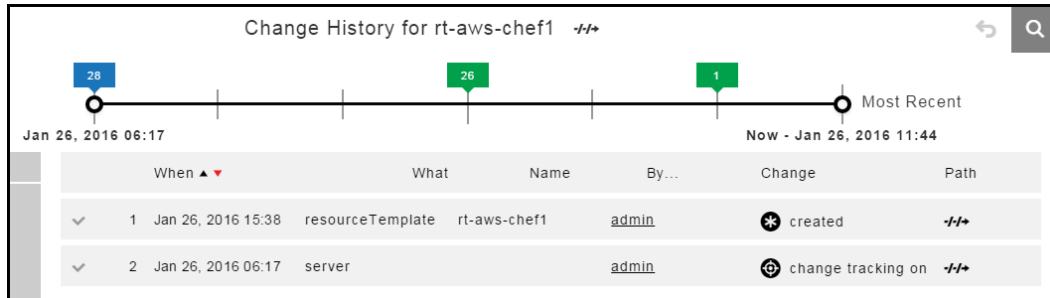 Change History for rt-aws-chef1
28 26 1
Most Recent
Jan 26, 2016 06:17 Now - Jan 26, 2016 11:44
When What Name By... Change Path
1 Jan 26, 2016 15:38 resourceTemplate rt-aws-chef1 admin created
2 Jan 26, 2016 06:17 server admin change tracking on